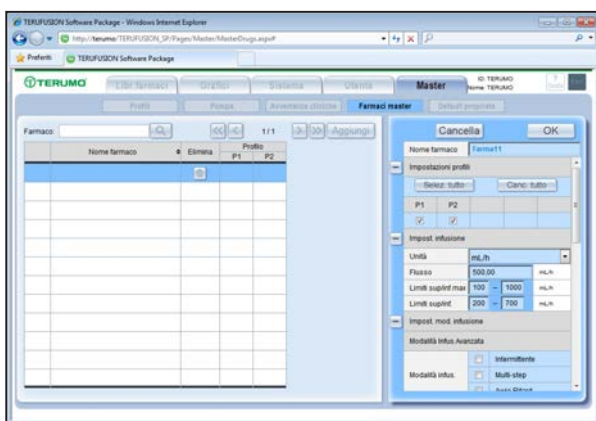 TERUFUSION Software Package - Windows Internet Explorer
http://terumo/TERUFUSION_SP/Pages/Master/MasterDrugs.aspx#
Preferiti TERUFUSION Software Package
TERUMO Libri farmaci Grafici Sistema Utente Master ID: TERUMO
Nome: TERUMO
Profili Pompa Avvertenze cliniche Farmaci master Default proprietà
Farmaco 1/1 Aggiungi
Nome farmaco Elimina Profilo
P1 P2
Cancella OK
Nome farmaco Farma11
Impostazioni profili
Selez. tutto Canc. tutto
P1 P2
Impost. infusione
Unità mL/h
Flusso 500,00 mL/h
Limiti sup/inf.max 100 ~ 1000 mL/h
Limiti sup/inf. 200 ~ 700 mL/h
Impost. mod. infusione
Modalità Infus Avanzata
Modalità infus. Intermittente
Multi-step